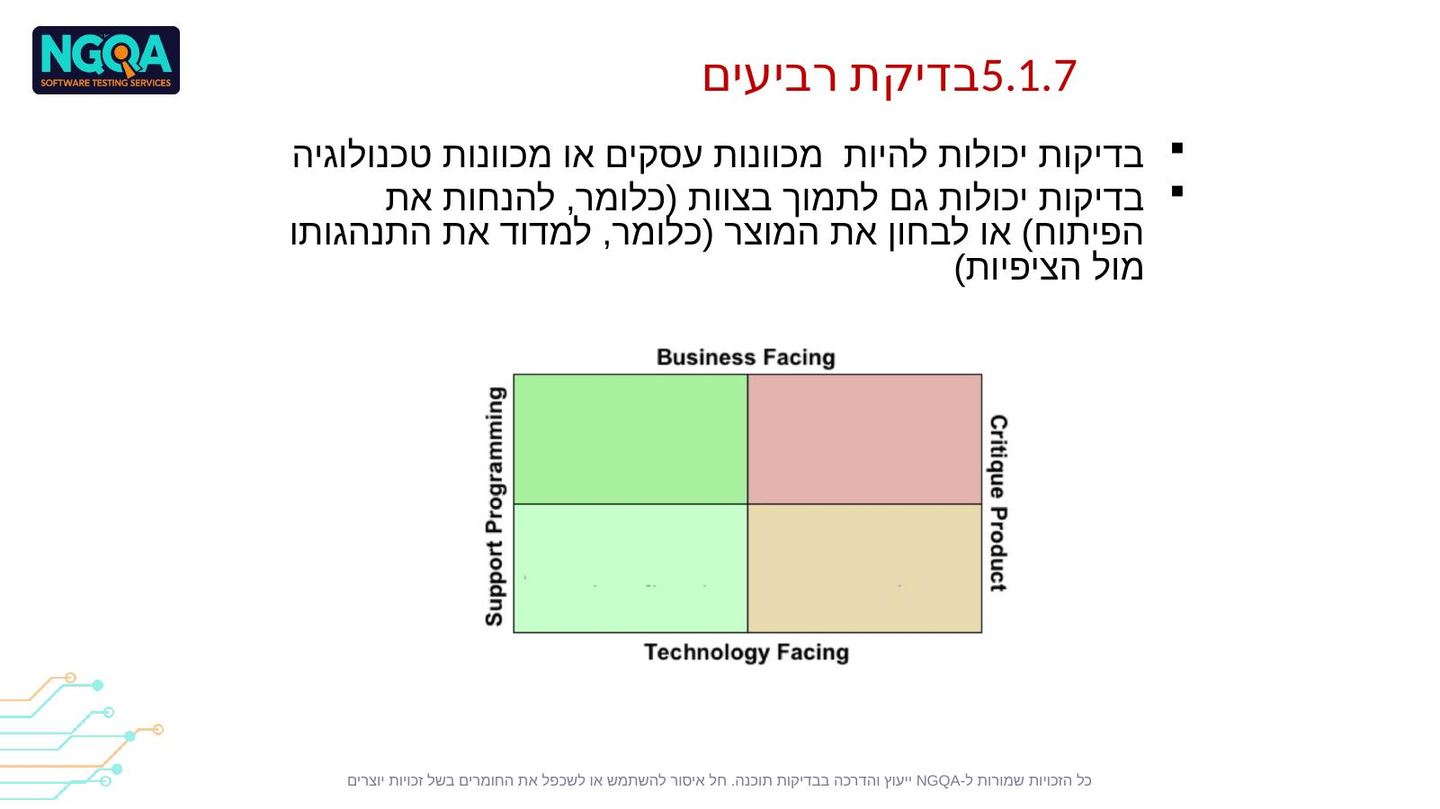 NGQA
SOFTWARE TESTING SERVICES
5.1.7בדיקת רביעים
בדיקות יכולות להיות מכוונות עסקים או מכוונות טכנולוגיה
בדיקות יכולות גם לתמוך בצוות (כלומר, להנחות את
הפיתוח) או לבחון את המוצר (כלומר, למדוד את התנהגותו
מול הציפיות)
Business Facing
Support Programming
Critique Product
Technology Facing
כל הזכויות שמורות ל-NGQA ייעוץ והדרכה בבדיקות תוכנה. חל איסור להשתמש או לשכפל את החומרים בשל זכויות יוצרים